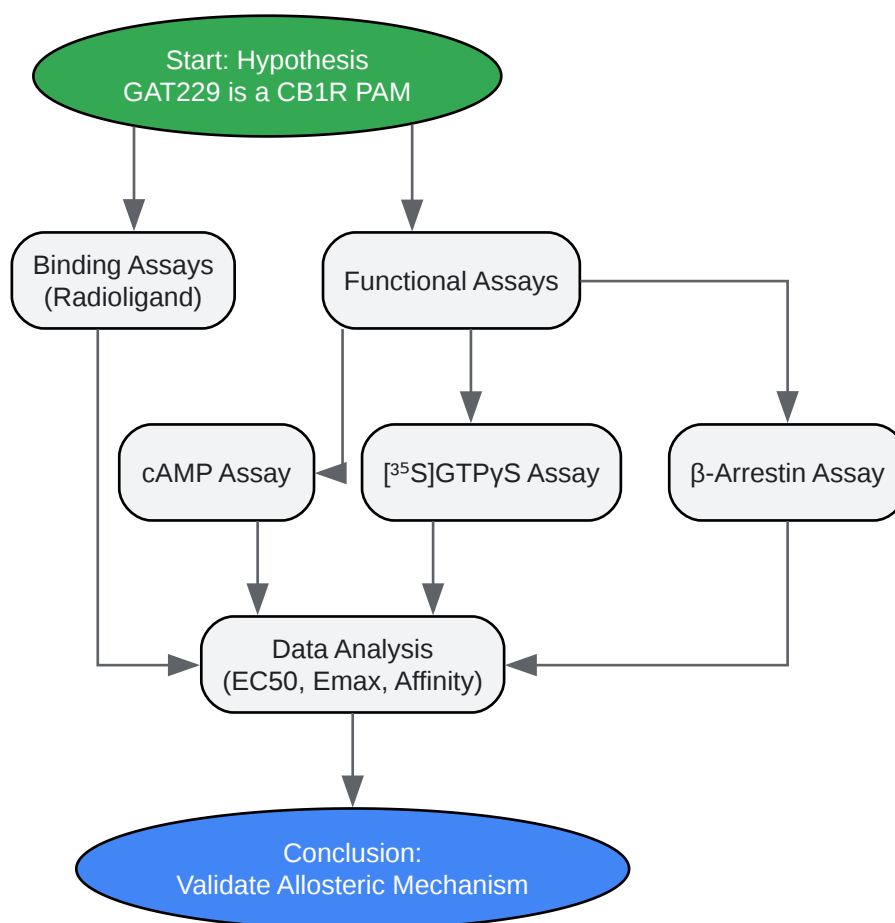 Start: Hypothesis
GAT229 is a CB1R PAM
Binding Assays
(Radioligand)
Functional Assays
cAMP Assay
[³⁵S]GTPγS Assay
β-Arrestin Assay
Data Analysis
(EC50, Emax, Affinity)
Conclusion:
Validate Allosteric Mechanism